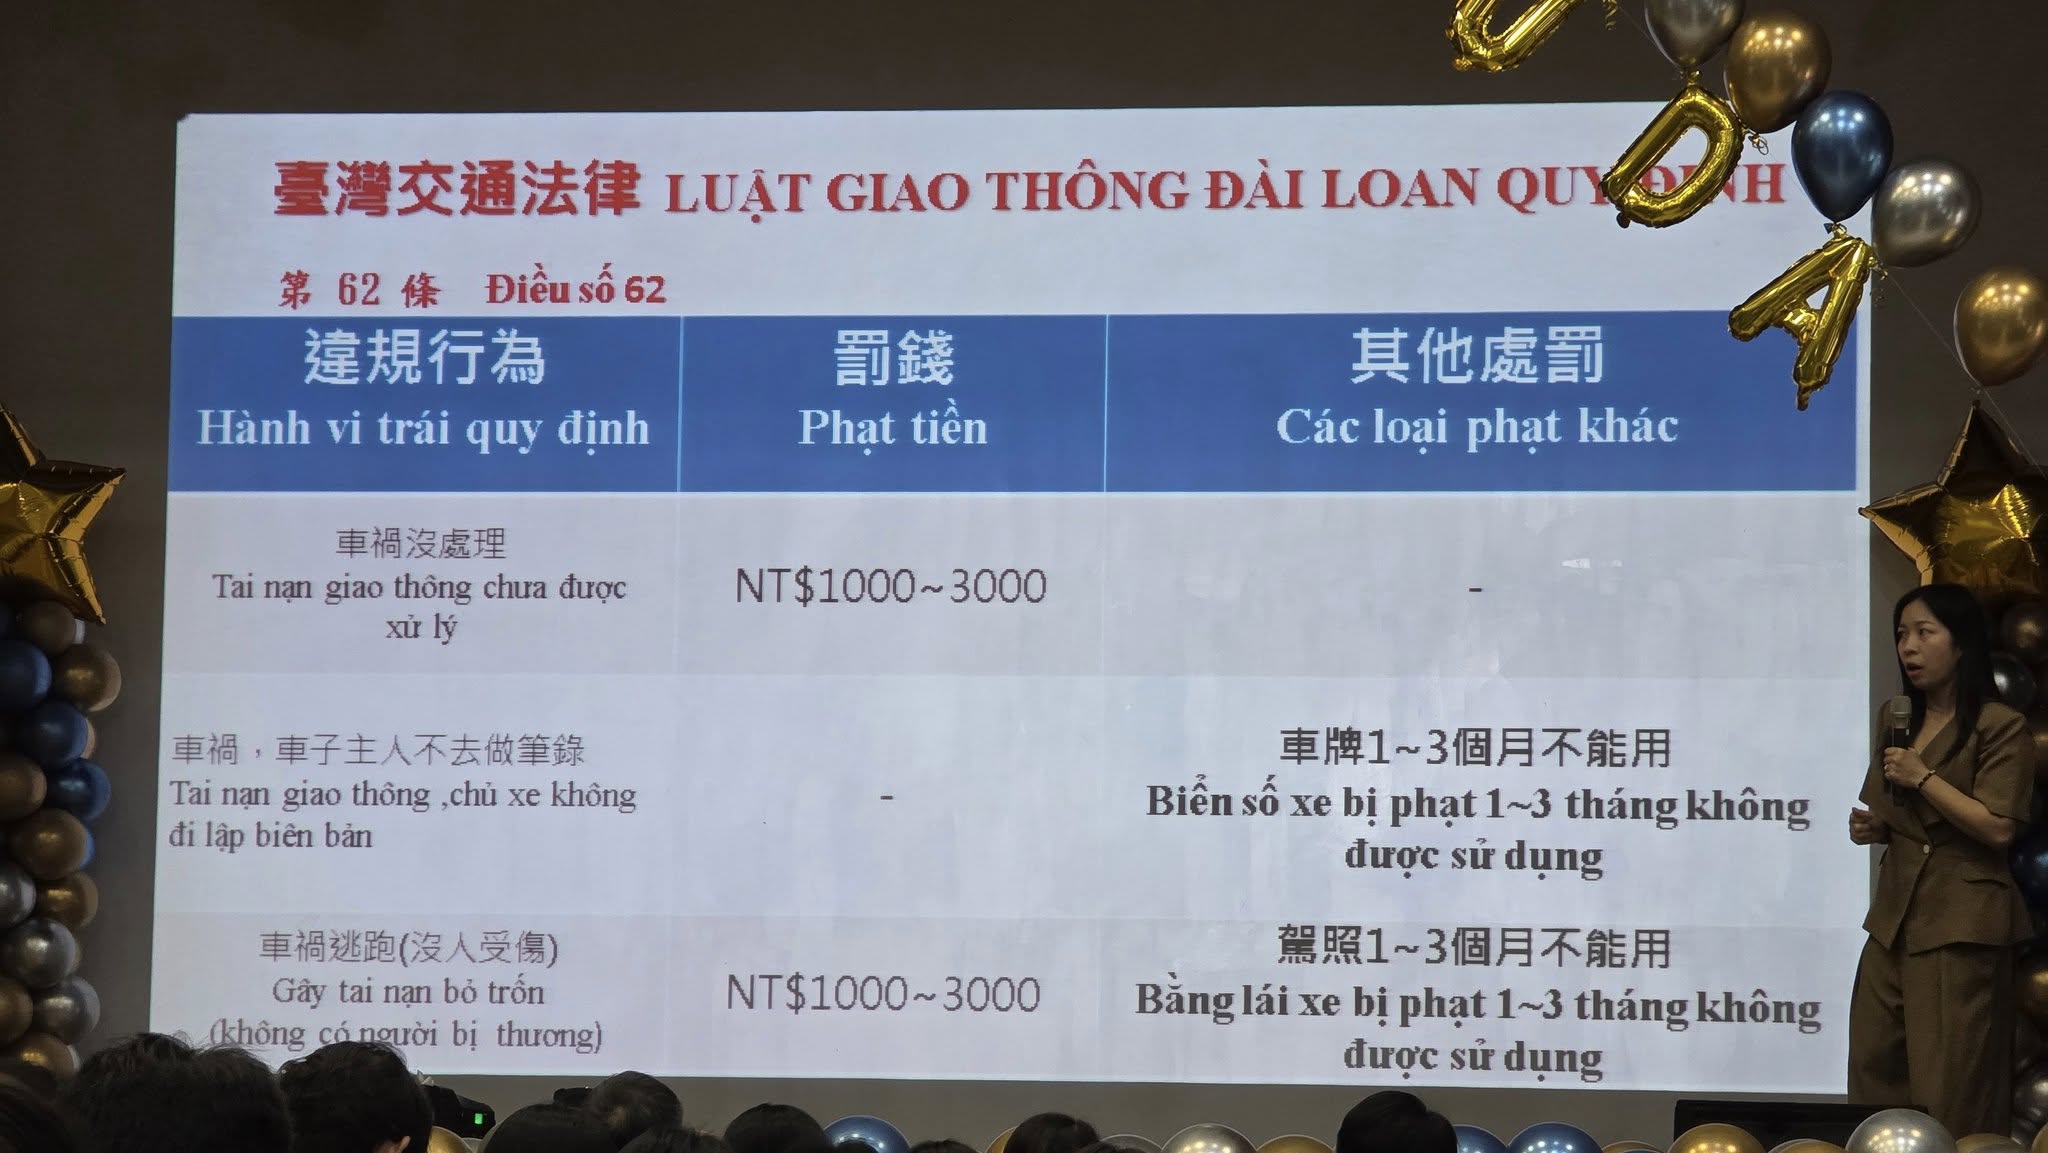 臺灣交通法律 LUẬT GIAO THÔNG ĐÀI LOAN QUY ĐỊNH
第 62 條 Điều số 62
違規行為
Hành vi trái quy định
罰錢
Phạt tiền
其他處罰
Các loại phạt khác
車禍沒處理
Tai nạn giao thông chưa được
xử lý
NT$1000~3000
-
車禍，車子主人不去做筆錄
Tai nạn giao thông ,chủ xe không
đi lập biên bản
-
車牌1~3個月不能用
Biển số xe bị phạt 1~3 tháng không
được sử dụng
車禍逃跑(沒人受傷)
Gây tai nạn bỏ trốn
(không có người bị thương)
NT$1000~3000
駕照1~3個月不能用
Bằng lái xe bị phạt 1~3 tháng không
được sử dụng
D
A